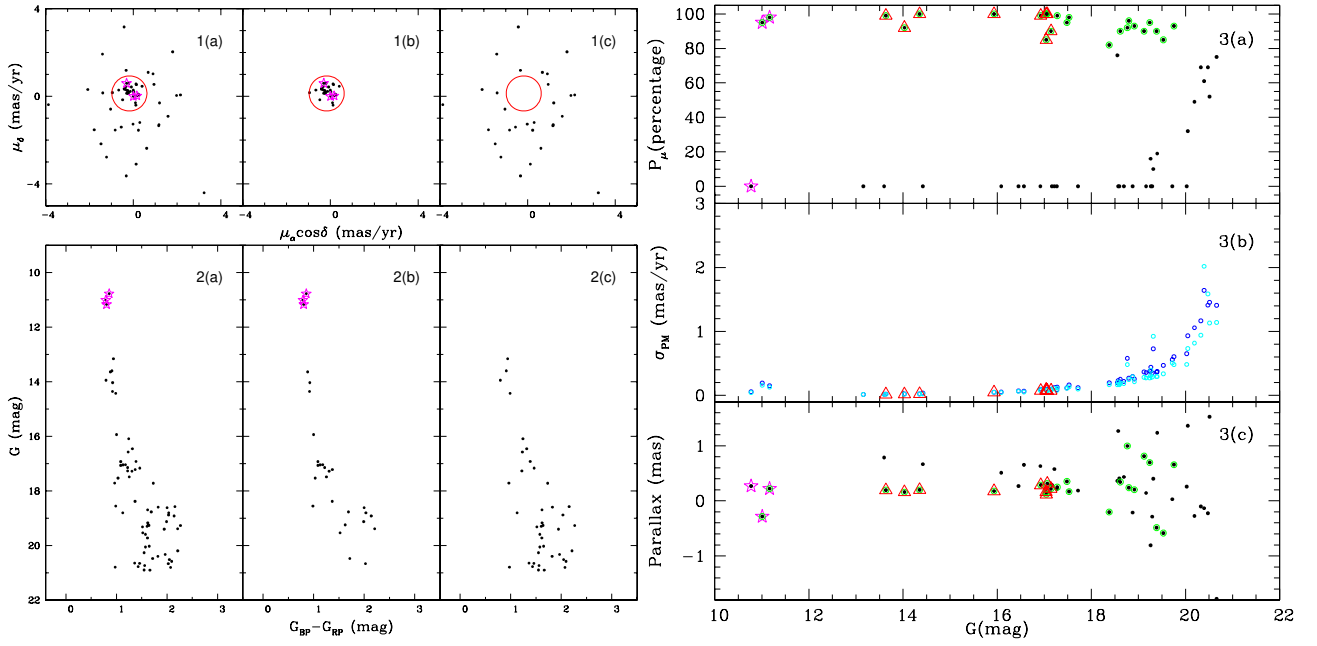 4
0
−4
μδ (mas/yr)
1(a)
1(b)
1(c)
−4 0 4
−4 0 4
−4 0 4
μαcosδ (mas/yr)
10
12
14
16
18
20
22
G (mag)
2(a)
2(b)
2(c)
0 1 2 3
0 1 2 3
0 1 2 3
GBP−GRP (mag)
100
80
60
40
20
0
Pμ(percentage)
3(a)
3
2
1
0
σPM (mas/yr)
3(b)
1
0
−1
Parallax (mas)
3(c)
10 12 14 16 18 20 22
G(mag)